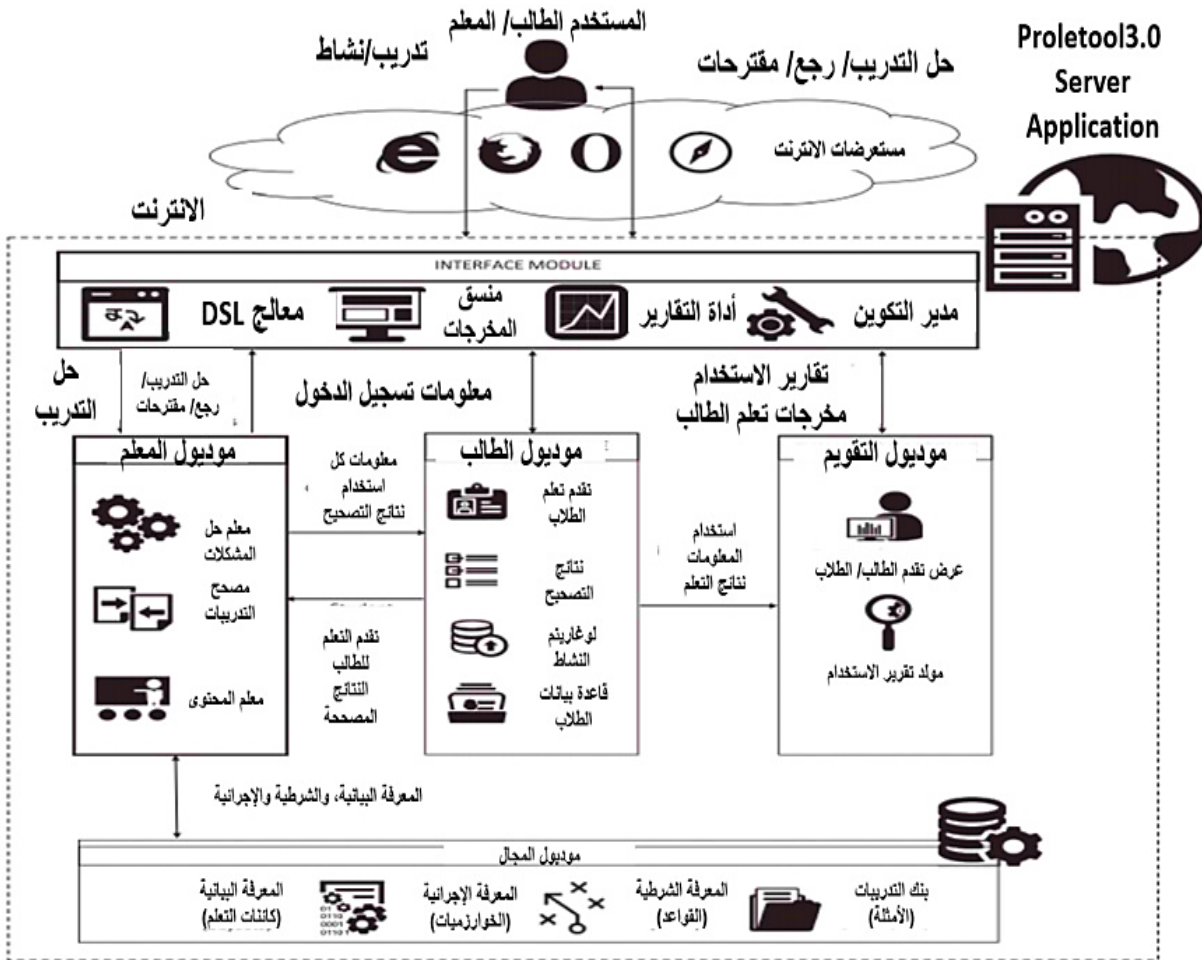 المستخدم الطالب/ المعلم
تدريب/نشاط
حل التدريب/ رجع/ مقترحات
Proletool3.0
Server
Application
مستعرضات الانترنت
الانترنت
INTERFACE MODULE
معالج DSL
منسق
المخرجات
أداة التقارير
مدير التكوين
حل
التدريب
حل التدريب/
رجع/ مقترحات
معلومات تسجيل الدخول
تقارير الاستخدام
مخرجات تعلم الطالب
موديول المعلم
معلم حل
المشكلات
مصحح
التدريبات
معلم المحتوى
معلومات كل
استخدام
نتائج التصحيح
تقدم التعلم
للطالب
النتائج
المصححة
موديول الطالب
تقدم تعلم
الطلاب
نتائج
التصحيح
لوغاريتم
النشاط
قاعدة بيانات
الطلاب
استخدام
المعلومات
نتائج التعلم
موديول التقويم
عرض تقدم الطالب/ الطلاب
مولد تقرير الاستخدام
المعرفة البيانية، والشرطية والإجرائية
موديول المجال
المعرفة البيانية
(كائنات التعلم)
المعرفة الإجرائية
(الخوارزميات)
المعرفة الشرطية
(القواعد)
بنك التدريبات
(الأمثلة)